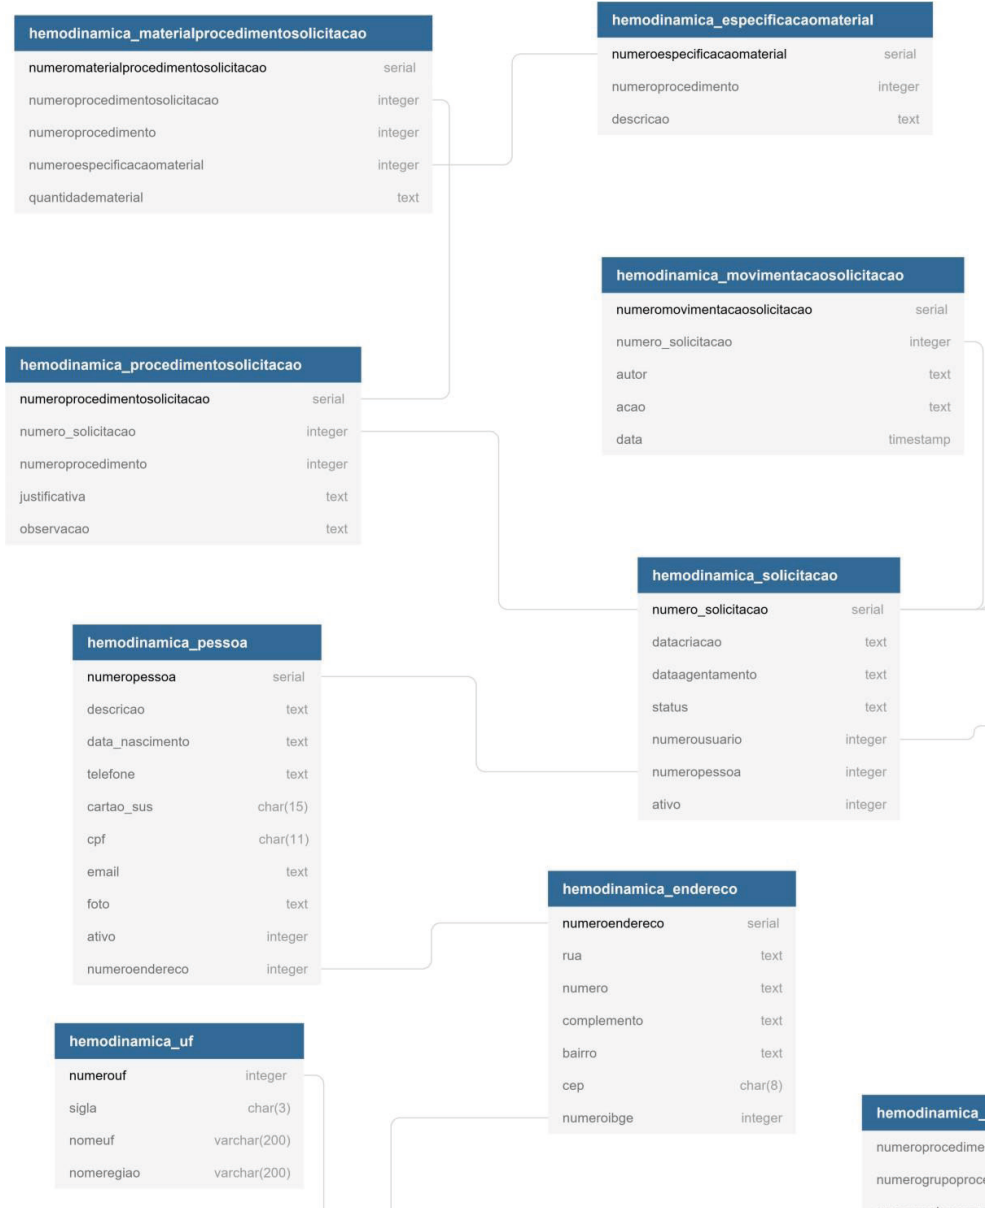 hemodinamica_materialprocedimentosolicitacao
numeromaterialprocedimentosolicitacao serial
numeroprocedimentosolicitacao integer
numeroprocedimento integer
numeroespecificacaomaterial integer
quantidadematerial text
hemodinamica_especificacaomaterial
numeroespecificacaomaterial serial
numeroprocedimento integer
descricao text
hemodinamica_movimentacaosolicitacao
numeromovimentacaosolicitacao serial
numero_solicitacao integer
autor text
acao text
data timestamp
hemodinamica_procedimentosolicitacao
numeroprocedimentosolicitacao serial
numero_solicitacao integer
numeroprocedimento integer
justificativa text
observacao text
hemodinamica_solicitacao
numero_solicitacao serial
datacriacao text
dataagentamento text
status text
numerousuario integer
numeropessoa integer
ativo integer
hemodinamica_pessoa
numeropessoa serial
descricao text
data_nascimento text
telefone text
cartao_sus char(15)
cpf char(11)
email text
foto text
ativo integer
numeroendereco integer
hemodinamica_endereco
numeroendereco serial
rua text
numero text
complemento text
bairro text
cep char(8)
numeroibge integer
hemodinamica_uf
numerouf integer
sigla char(3)
nomeuf varchar(200)
nomeregiao varchar(200)
hemodinamica_
numeroprocedime
numerogrupoproce